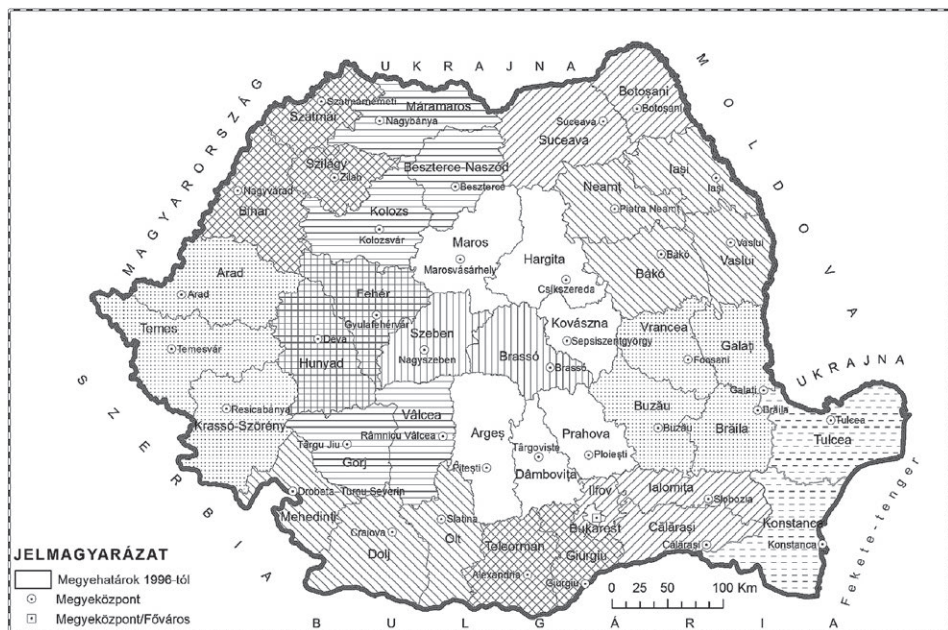 UKRAJNA
MOLDOVA
MAGYARORSZÁG
Botoșani
Botoșani
Szatmárnémeti
Szatmár
Máramaros
Nagybánya
Suceava
Suceava
Szilágy
Zilah
Beszterce-Naszód
Beszterce
Neamț
Piatra Neamț
Iași
Iași
Nagyvárad
Bihar
Kolozs
Kolozsvár
Maros
Marosvásárhely
Hargita
Csíkszereda
Bákó
Bákó
Vaslui
Vaslui
Arad
Arad
Fehér
Gyulafehérvár
Temes
Temesvár
Déva
Hunyad
Szeben
Nagyszeben
Brassó
Brassó
Kovászna
Sepsiszentgyörgy
Vrancea
Focșani
Galaț
Galați
UKRAJNA
SZERBIA
Resicabánya
Krassó-Szörény
Vâlcea
Râmnicu Vâlcea
Târgu Jiu
Gorj
Argeș
Pitești
Târgoviște
Dâmbovița
Prahova
Ploiești
Buzău
Buzău
Brăila
Brăila
Tulcea
Tulcea
Drobeta-Turnu-Severin
Mehedinți
Craiova
Dolj
Slatina
Olt
Teleorman
Alexandria
Ilfov
Bukarest
Giurgiu
Giurgiu
Ialomița
Slobozia
Călărași
Călărași
Konstanca
Konstanca
Fekete-tenger
BULGÁRIA
0 25 50 100 Km
JELMAGYARÁZAT
Megyehatárok 1996-tól
Megyeközpont
Megyeközpont/Főváros